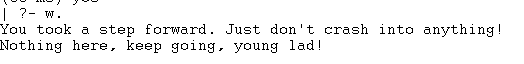 | ?- w.
You took a step forward. Just don't crash into anything!
Nothing here, keep going, young lad!